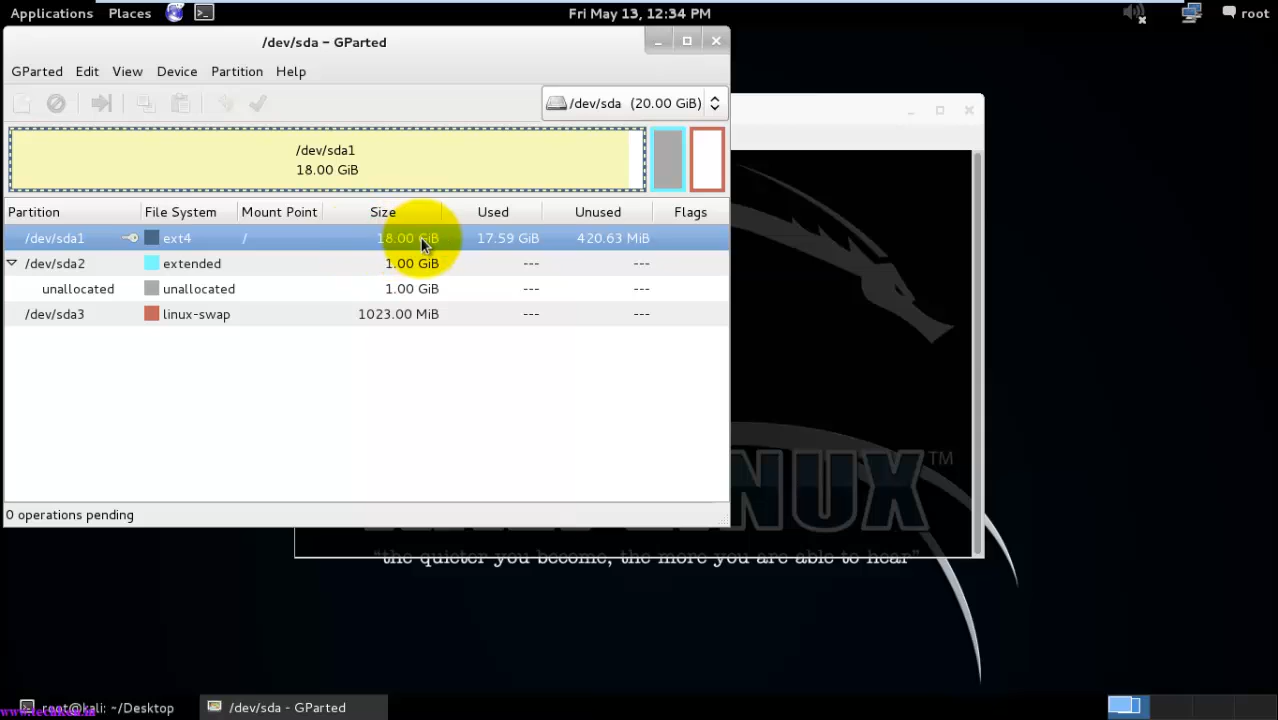 Applications Places Fri May 13, 12:34 PM root
/dev/sda – GParted
GParted Edit View Device Partition Help
/dev/sda (20.00 GiB)
/dev/sda1
18.00 GiB
Partition File System Mount Point Size Used Unused Flags
/dev/sda1 ext4 / 18.00 GiB 17.59 GiB 420.63 MiB
/dev/sda2 extended 1.00 GiB --- ---
unallocated unallocated 1.00 GiB --- ---
/dev/sda3 linux-swap 1023.00 MiB --- ---
TM
0 operations pending
"the quieter you become, the more you are able to hear"
root@kali: ~/Desktop /dev/sda - GParted